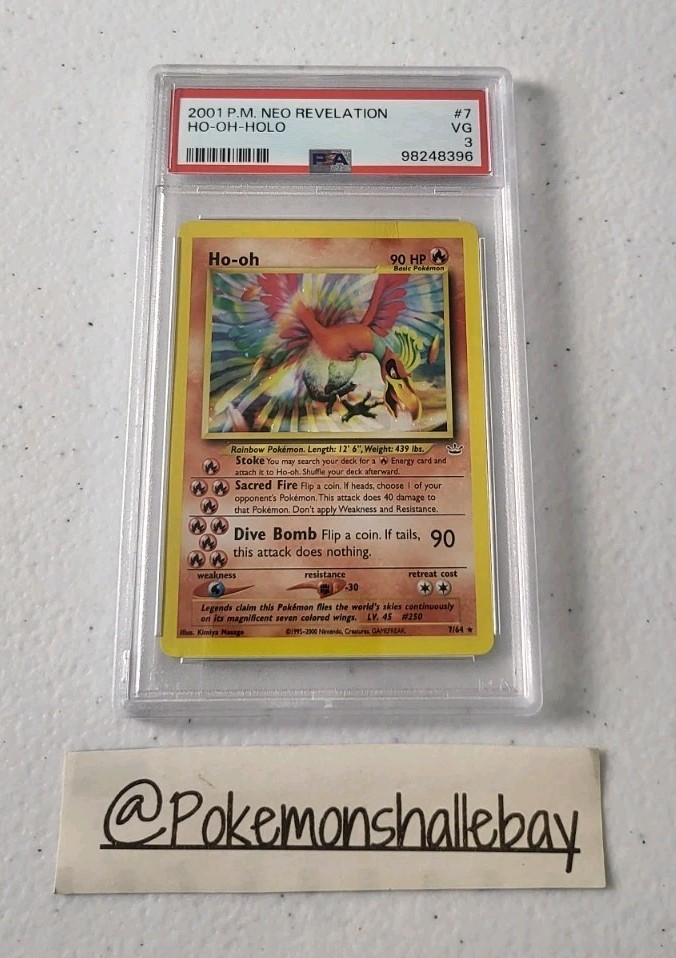 2001 P.M. NEO REVELATION #7
HO-OH-HOLO VG
3
PSA 98248396
Ho-oh 90 HP
Basic Pokémon
Rainbow Pokémon. Length: 12' 6", Weight: 439 lbs.
Stoke You may search your deck for a Energy card and
attach it to Ho-oh. Shuffle your deck afterward.
Sacred Fire Flip a coin. If heads, choose 1 of your
opponent's Pokémon. This attack does 40 damage to
that Pokémon. Don't apply Weakness and Resistance.
Dive Bomb Flip a coin. If tails, 90
this attack does nothing.
weakness resistance retreat cost
-30
Legends claim this Pokémon flies the world's skies continuously
on its magnificent seven colored wings. LV. 45 #250
Illus. Kimiya Masago ©1995-2000 Nintendo, Creatures, GAMEFREAK. 7/64 ★
@Pokemonshallebay